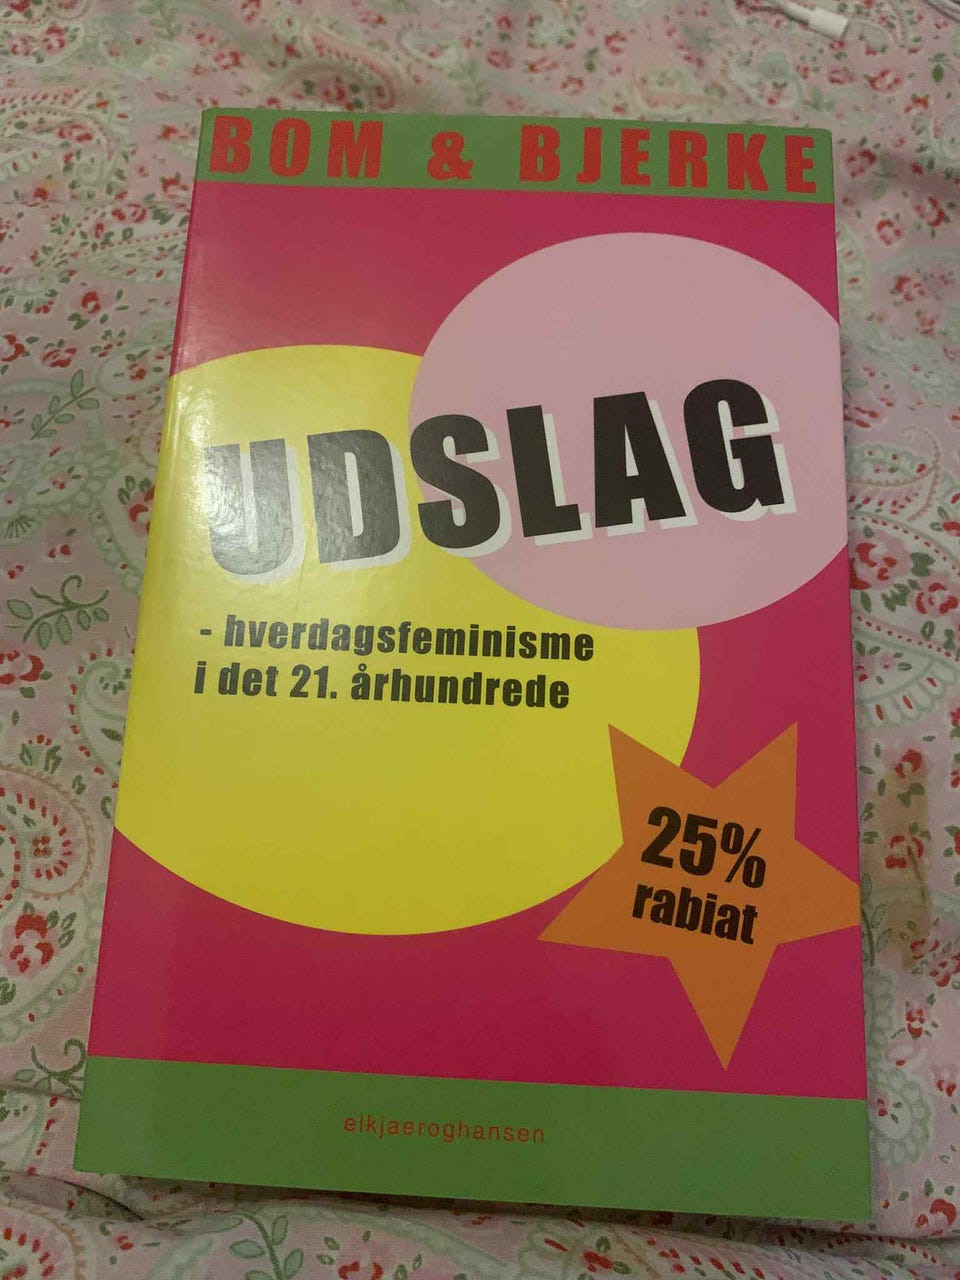 BOM & BJERKE
UDSLAG
- hverdagsfeminisme
i det 21. århundrede
25%
rabiat
elkjaeroghansen